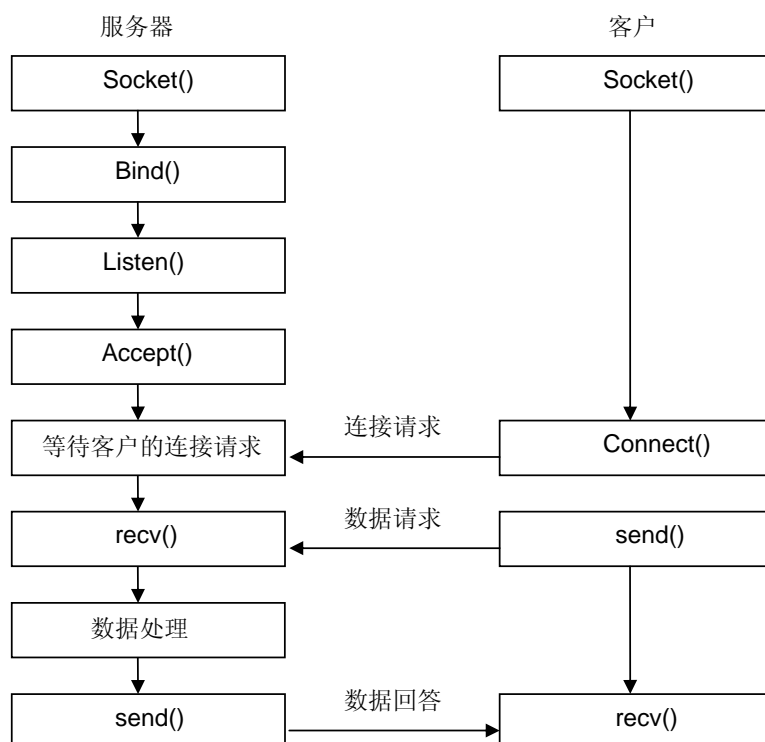 服务器 客户
Socket() Socket()
Bind()
Listen()
Accept()
连接请求
等待客户的连接请求 Connect()
数据请求
recv() send()
数据处理
数据回答
send() recv()